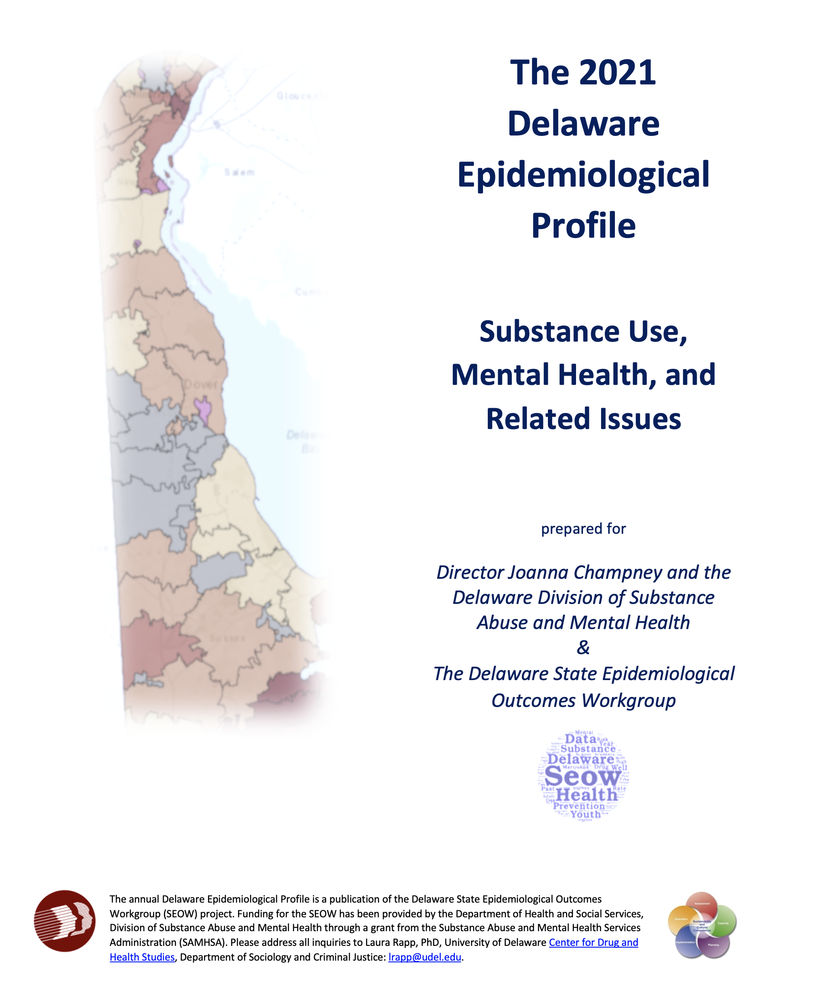 The 2021
Delaware
Epidemiological
Profile
Substance Use,
Mental Health, and
Related Issues
prepared for
Director Joanna Champney and the
Delaware Division of Substance
Abuse and Mental Health
&
The Delaware State Epidemiological
Outcomes Workgroup
Salem
Dover
Sussex
Mental
Data Risk
Year
Substance
Delaware
Marijuana Drug Well
Seow
Past Survey Rate
Health
Adult
Prevention
Youth
The annual Delaware Epidemiological Profile is a publication of the Delaware State Epidemiological Outcomes
Workgroup (SEOW) project. Funding for the SEOW has been provided by the Department of Health and Social Services,
Division of Substance Abuse and Mental Health through a grant from the Substance Abuse and Mental Health Services
Administration (SAMHSA). Please address all inquiries to Laura Rapp, PhD, University of Delaware Center for Drug and
Health Studies, Department of Sociology and Criminal Justice: lrapp@udel.edu.
Assessment
Evaluation
Capacity
Sustainability
and
Cultural
Competence
Implementation
Planning